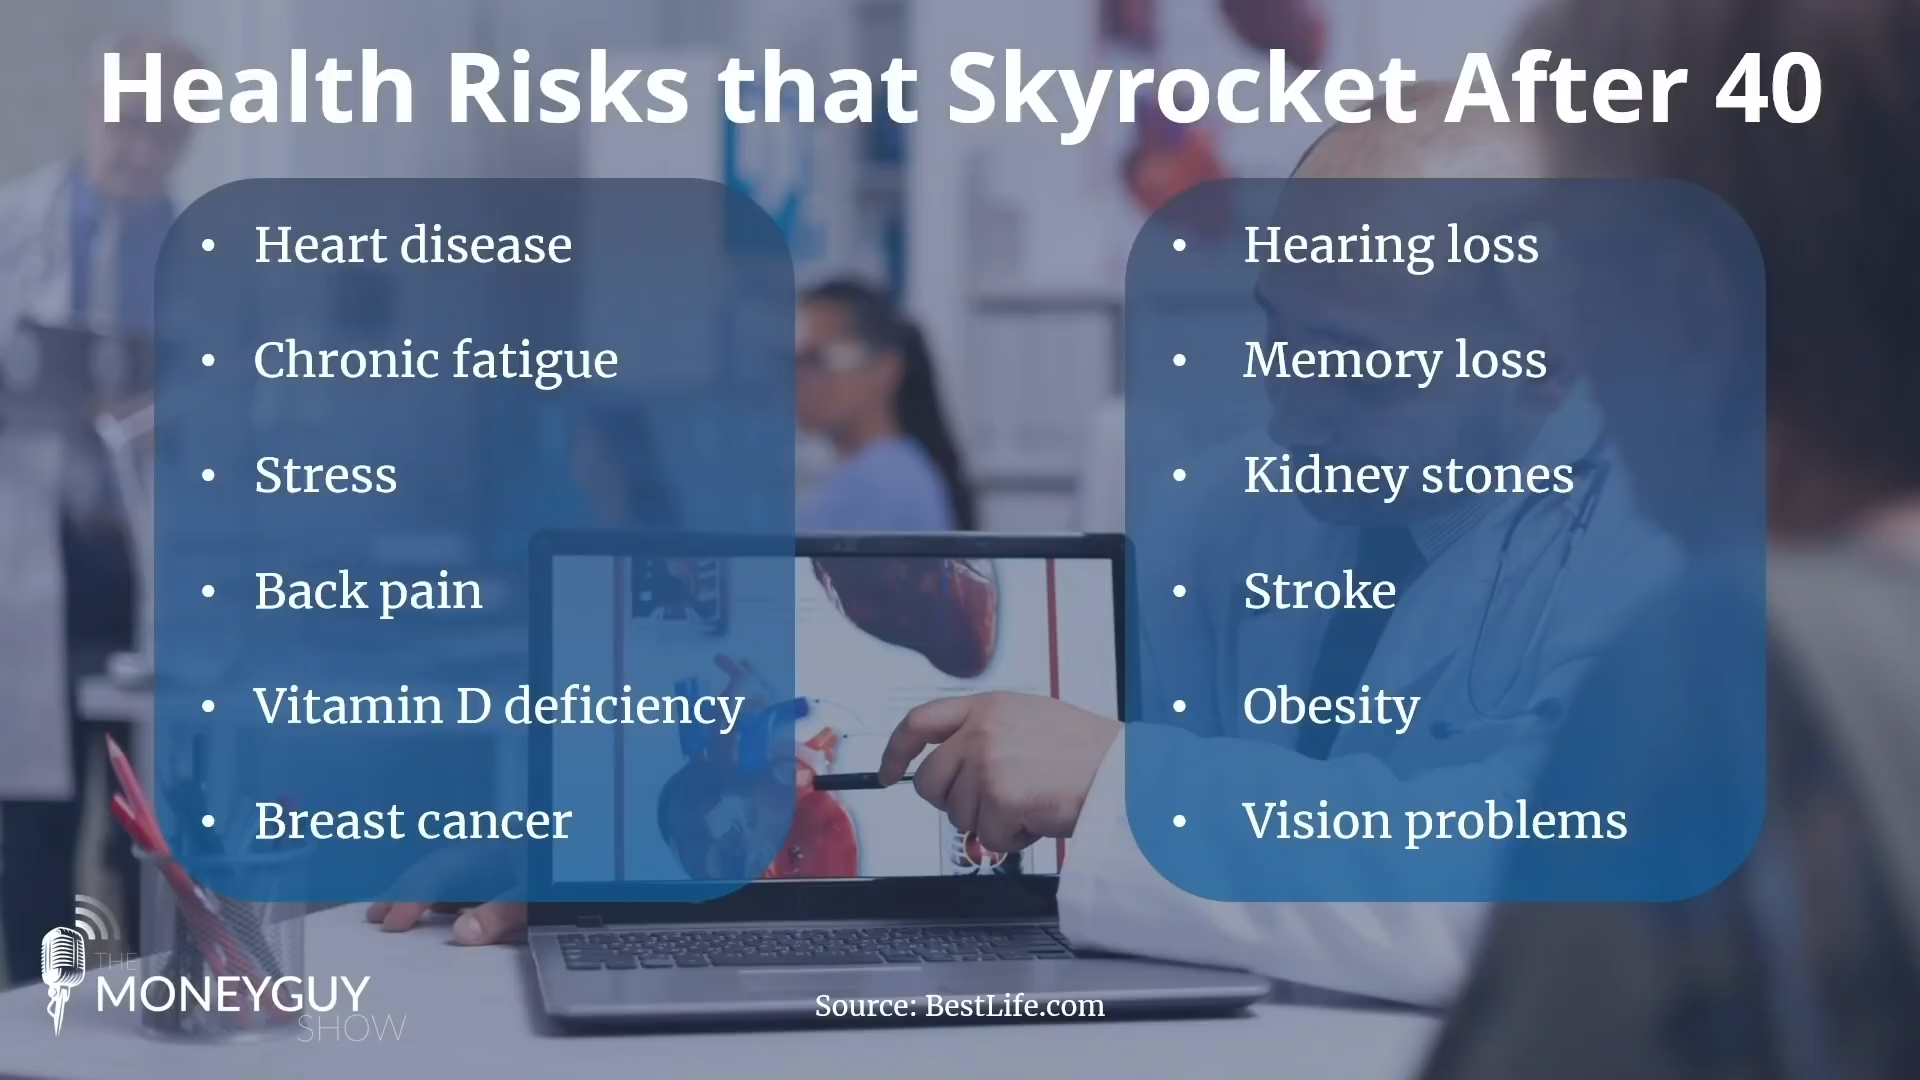 Health Risks that Skyrocket After 40
• Heart disease
• Chronic fatigue
• Stress
• Back pain
• Vitamin D deficiency
• Breast cancer
• Hearing loss
• Memory loss
• Kidney stones
• Stroke
• Obesity
• Vision problems
THE
MONEYGUY
SHOW
Source: BestLife.com